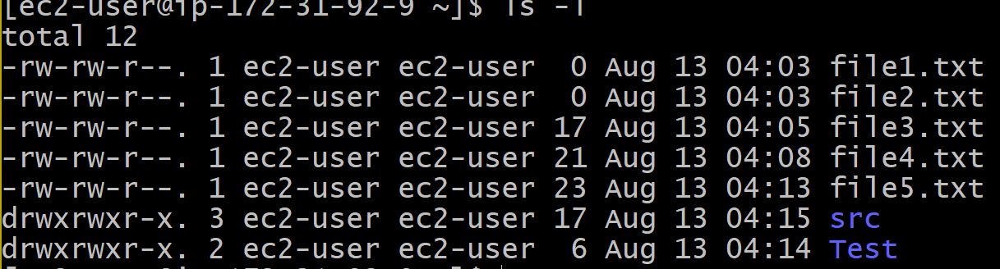 [ec2-user@ip-172-31-92-9 ~]$ ls -l
total 12
-rw-rw-r--. 1 ec2-user ec2-user  0 Aug 13 04:03 file1.txt
-rw-rw-r--. 1 ec2-user ec2-user  0 Aug 13 04:03 file2.txt
-rw-rw-r--. 1 ec2-user ec2-user 17 Aug 13 04:05 file3.txt
-rw-rw-r--. 1 ec2-user ec2-user 21 Aug 13 04:08 file4.txt
-rw-rw-r--. 1 ec2-user ec2-user 23 Aug 13 04:13 file5.txt
drwxrwxr-x. 3 ec2-user ec2-user 17 Aug 13 04:15 src
drwxrwxr-x. 2 ec2-user ec2-user  6 Aug 13 04:14 Test